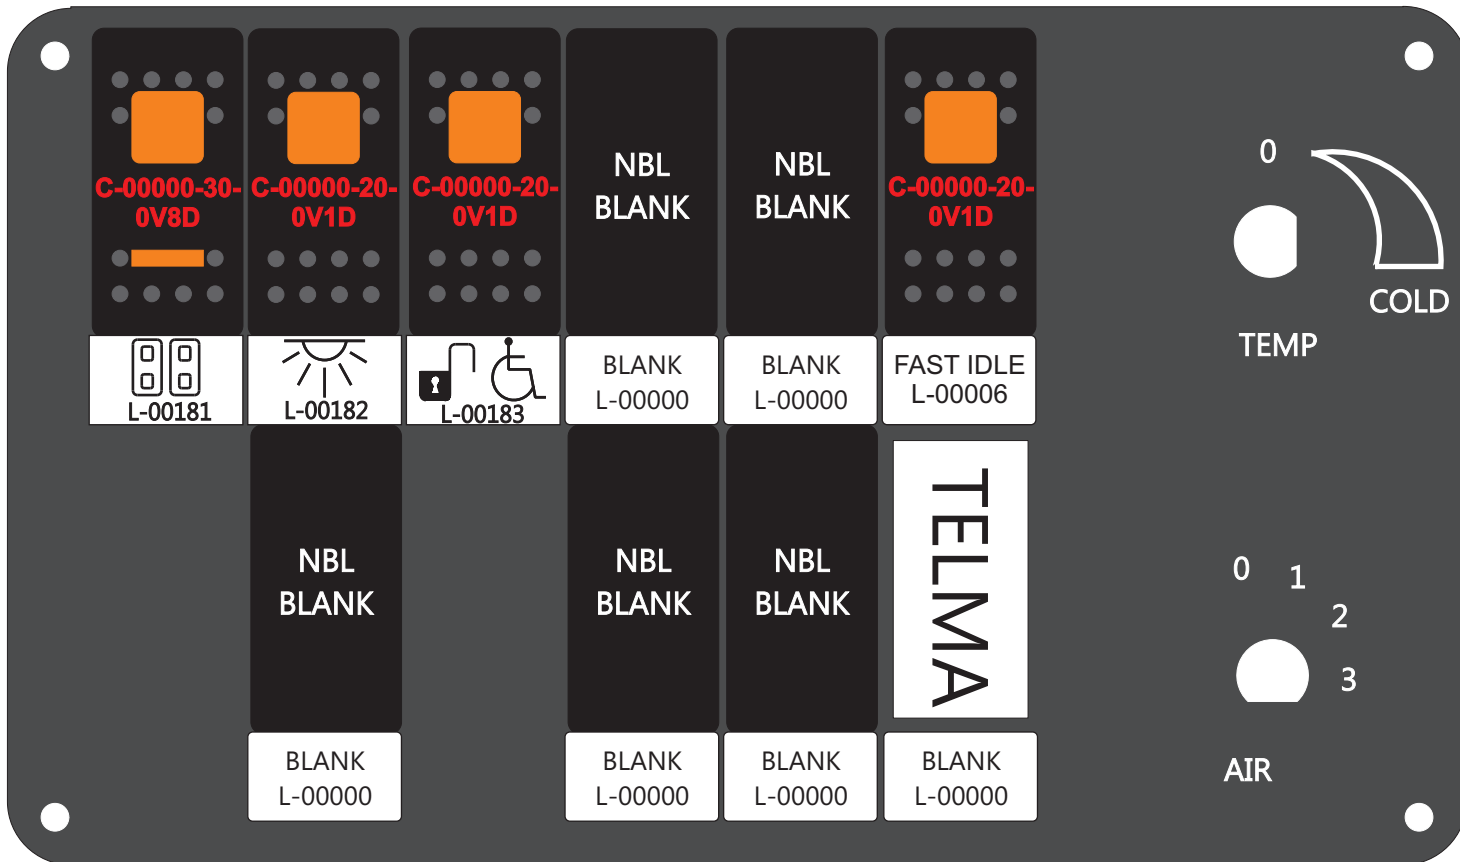 C-00000-30-
0V8D
C-00000-20-
0V1D
C-00000-20-
0V1D
NBL
BLANK
NBL
BLANK
C-00000-20-
0V1D
0
COLD
TEMP
L-00181
L-00182
L-00183
BLANK
L-00000
BLANK
L-00000
FAST IDLE
L-00006
NBL
BLANK
NBL
BLANK
NBL
BLANK
TELMA
0
1
2
3
AIR
BLANK
L-00000
BLANK
L-00000
BLANK
L-00000
BLANK
L-00000